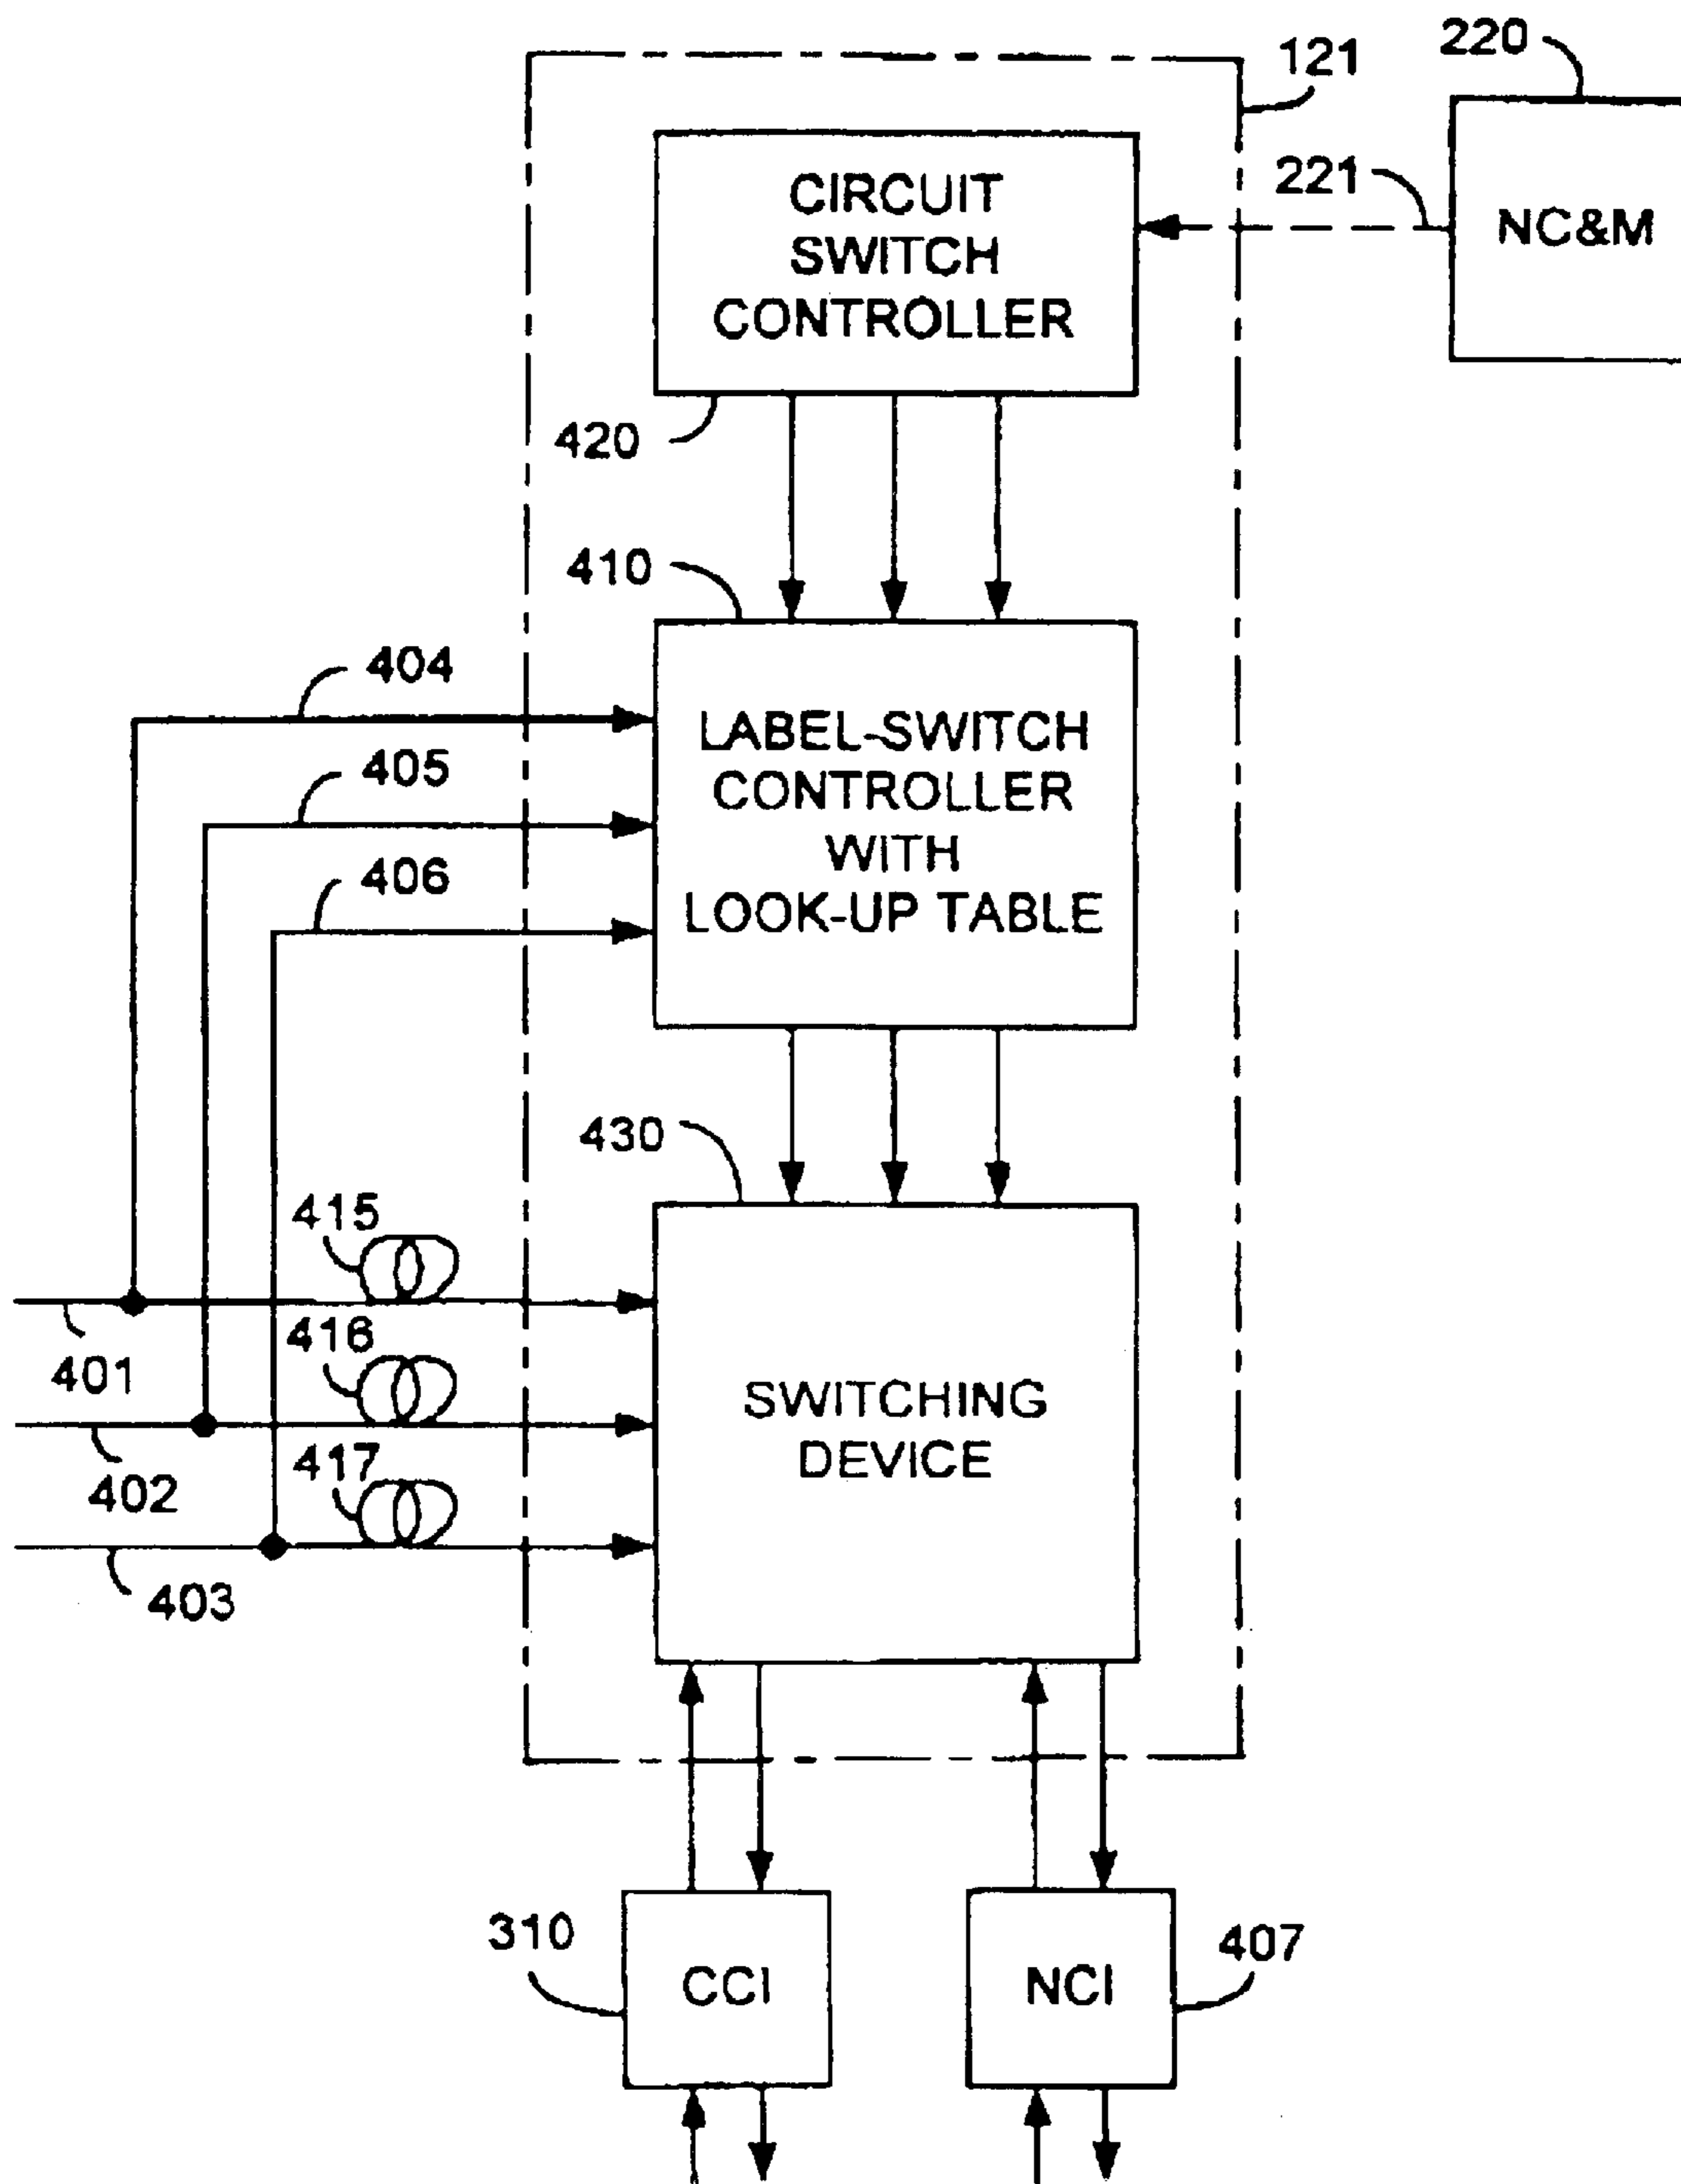 121
220
CIRCUIT
SWITCH
CONTROLLER
221
NC&M
420
410
404
LABEL-SWITCH
CONTROLLER
WITH
LOOK-UP TABLE
405
406
430
415
401
416
SWITCHING
DEVICE
402
417
403
310
CCI
NCI
407